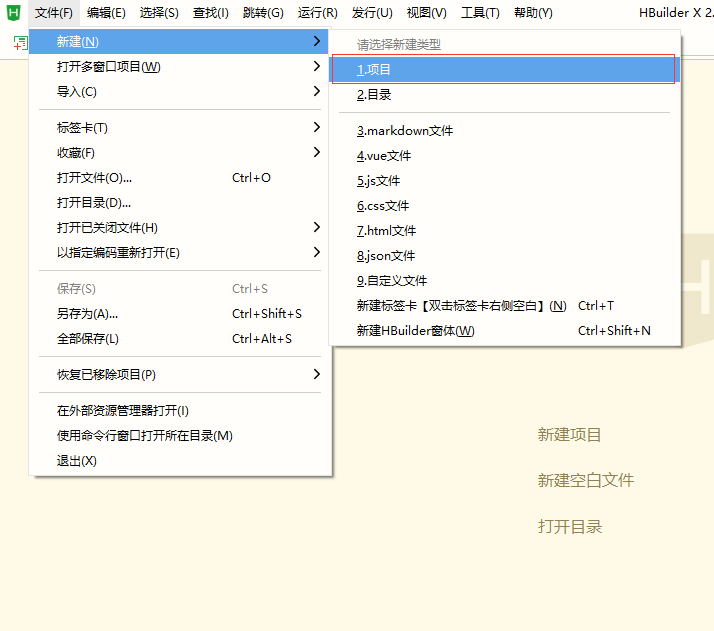 文件(F) 编辑(E) 选择(S) 查找(I) 跳转(G) 运行(R) 发行(U) 视图(V) 工具(T) 帮助(Y) HBuilder X 2.
新建(N)
打开多窗口项目(W)
导入(C)
标签卡(T)
收藏(F)
打开文件(O)... Ctrl+O
打开目录(D)...
打开已关闭文件(H)
以指定编码重新打开(E)
保存(S) Ctrl+S
另存为(A)... Ctrl+Shift+S
全部保存(L) Ctrl+Alt+S
恢复已移除项目(P)
在外部资源管理器打开(I)
使用命令行窗口打开所在目录(M)
退出(X)
请选择新建类型
1.项目
2.目录
3.markdown文件
4.vue文件
5.js文件
6.css文件
7.html文件
8.json文件
9.自定义文件
新建标签卡【双击标签卡右侧空白】(N) Ctrl+T
新建HBuilder窗体(W) Ctrl+Shift+N
H
新建项目
新建空白文件
打开目录